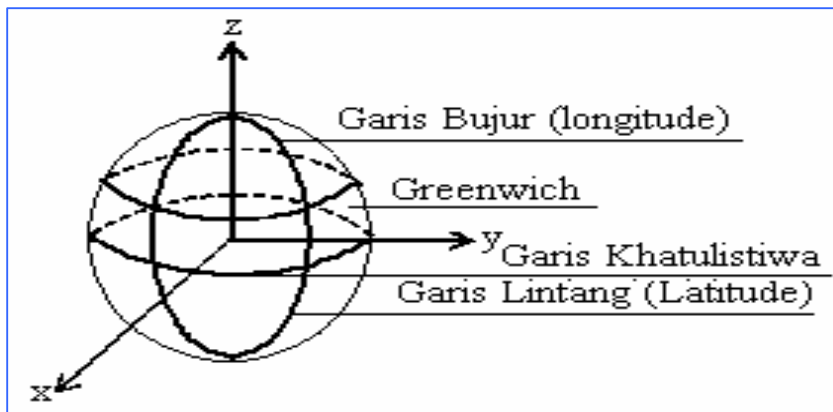 z
Garis Bujur (longitude)
Greenwich
y
Garis Khatulistiwa
Garis Lintang (Latitude)
x